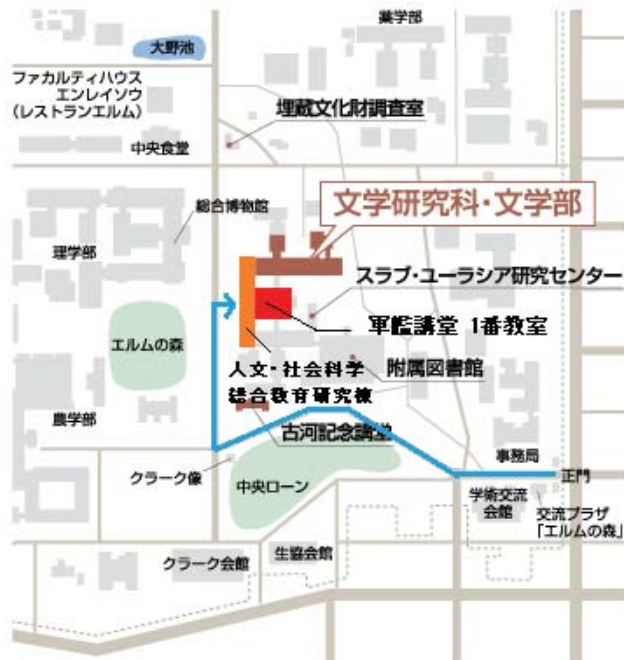 薬学部
大野池
ファカルティハウス
エンレイソウ
(レストランエルム)
埋蔵文化財調査室
中央食堂
総合博物館
文学研究科・文学部
理学部
スラブ・ユーラシア研究センター
軍艦講堂 1番教室
エルムの森
人文・社会科学
総合教育研究棟
附属図書館
農学部
古河記念講堂
事務局
正門
クラーク像
中央ローン
学術交流
会館
交流プラザ
「エルムの森」
クラーク会館
生協会館